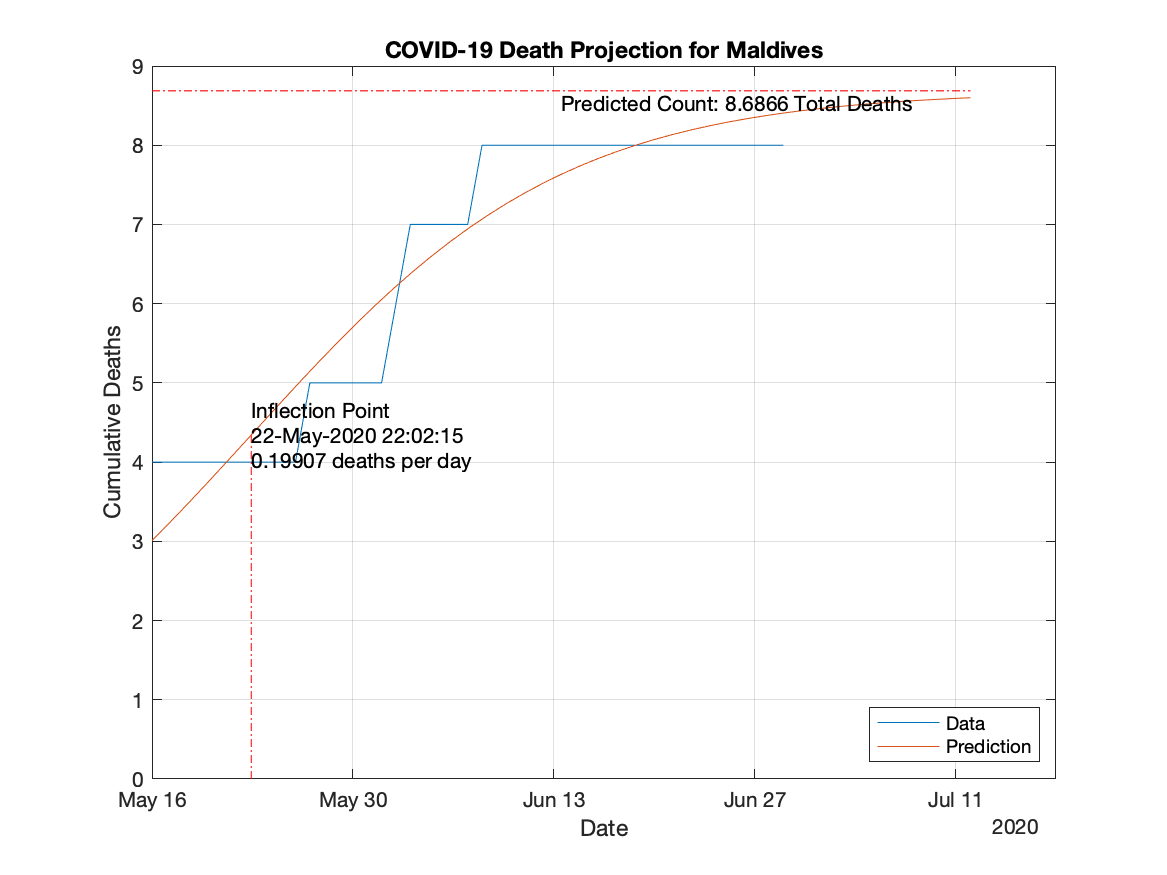 COVID-19 Death Projection for Maldives
9
Predicted Count: 8.6866 Total Deaths
8
7
6
5
Inflection Point
22-May-2020 22:02:15
0.19907 deaths per day
4
3
2
1
0
Cumulative Deaths
Data
Prediction
May 16
May 30
Jun 13
Jun 27
Jul 11
Date
2020